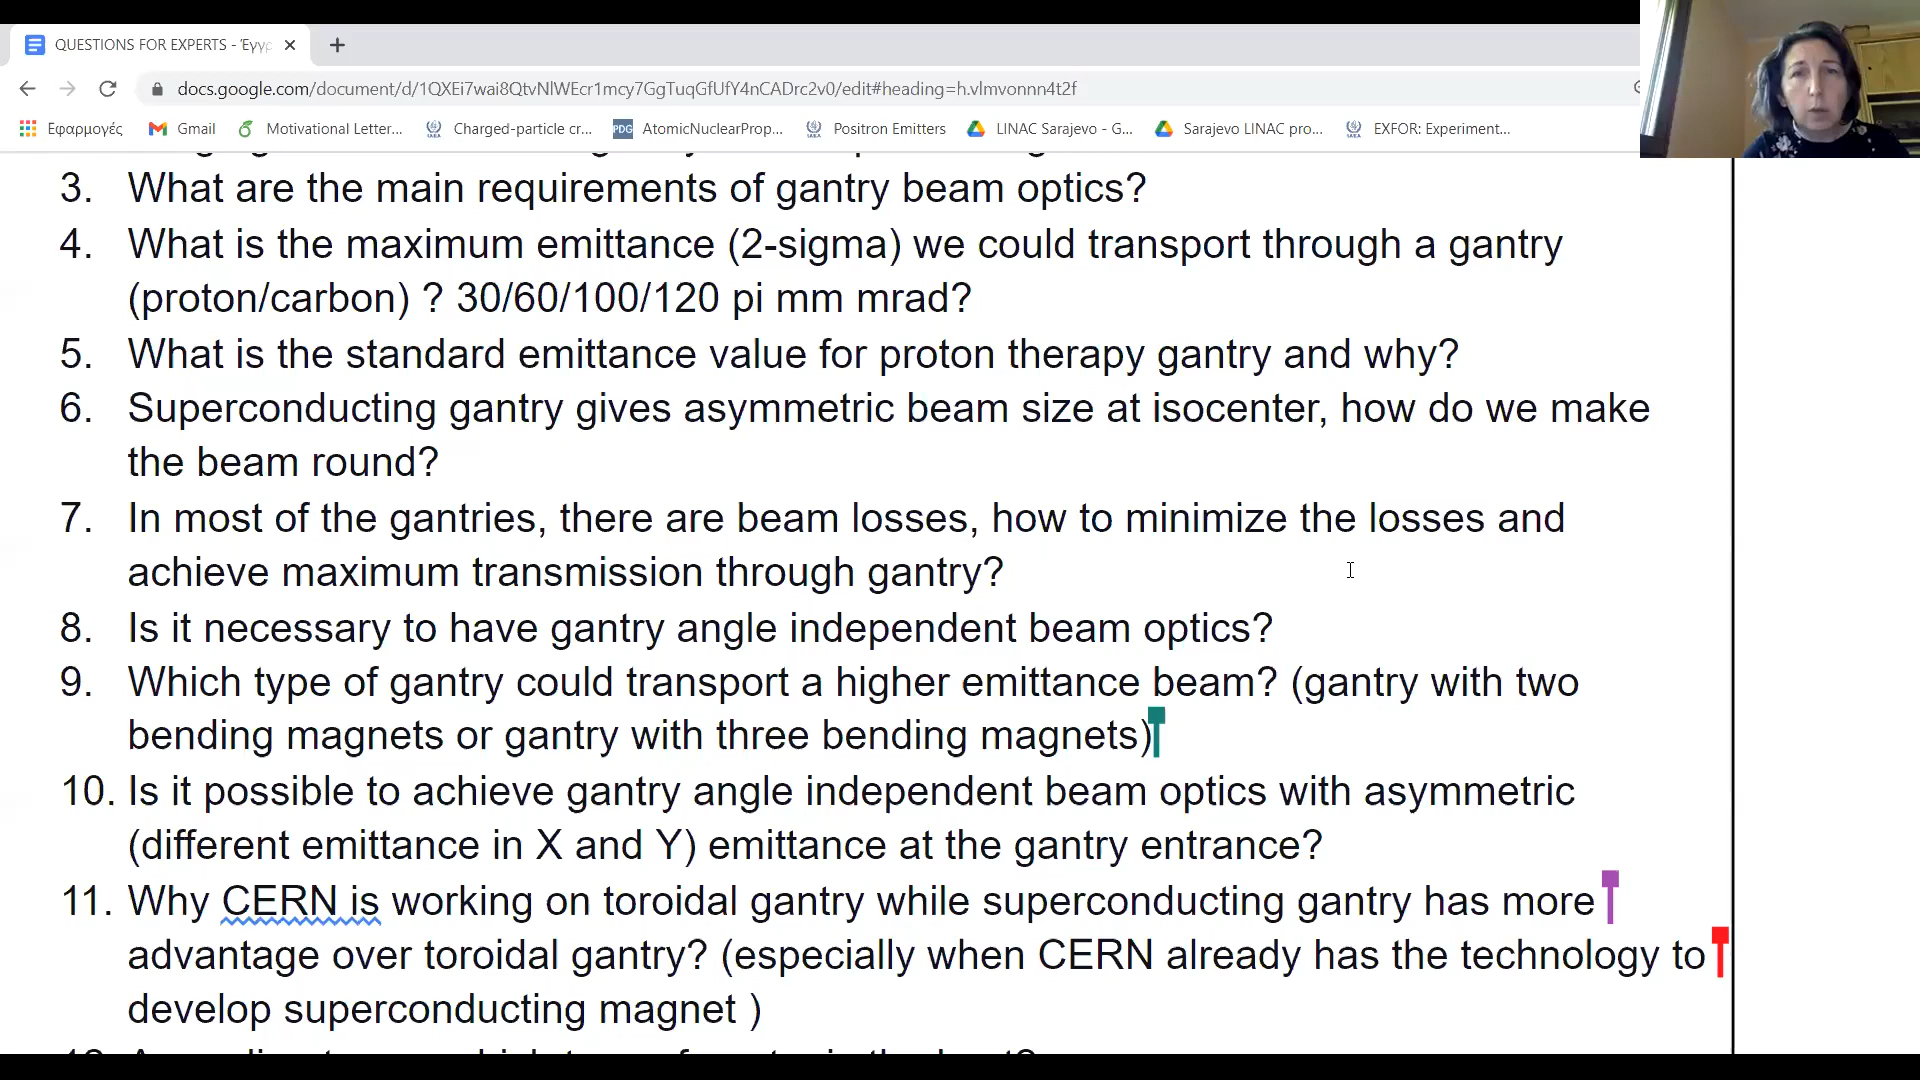 QUESTIONS FOR EXPERTS - Έγγρ
docs.google.com/document/d/1QXEi7wai8QtvNlWEcr1mcy7GgTuqGfUfY4nCADrc2v0/edit#heading=h.vlmvonnn4t2f
Εφαρμογές Gmail Motivational Letter... Charged-particle cr... PDG AtomicNuclearProp... Positron Emitters LINAC Sarajevo - G... Sarajevo LINAC pro... EXFOR: Experiment...
3. What are the main requirements of gantry beam optics?
4. What is the maximum emittance (2-sigma) we could transport through a gantry
(proton/carbon) ? 30/60/100/120 pi mm mrad?
5. What is the standard emittance value for proton therapy gantry and why?
6. Superconducting gantry gives asymmetric beam size at isocenter, how do we make
the beam round?
7. In most of the gantries, there are beam losses, how to minimize the losses and
achieve maximum transmission through gantry?
8. Is it necessary to have gantry angle independent beam optics?
9. Which type of gantry could transport a higher emittance beam? (gantry with two
bending magnets or gantry with three bending magnets)
10. Is it possible to achieve gantry angle independent beam optics with asymmetric
(different emittance in X and Y) emittance at the gantry entrance?
11. Why CERN is working on toroidal gantry while superconducting gantry has more
advantage over toroidal gantry? (especially when CERN already has the technology to
develop superconducting magnet )